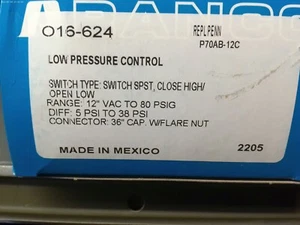 RANCO
O16-624
REPL.PENN
P70AB-12C
LOW PRESSURE CONTROL
SWITCH TYPE: SWITCH SPST, CLOSE HIGH/
OPEN LOW
RANGE: 12" VAC TO 80 PSIG
DIFF: 5 PSI TO 38 PSI
CONNECTOR: 36" CAP. W/FLARE NUT
MADE IN MEXICO
2205